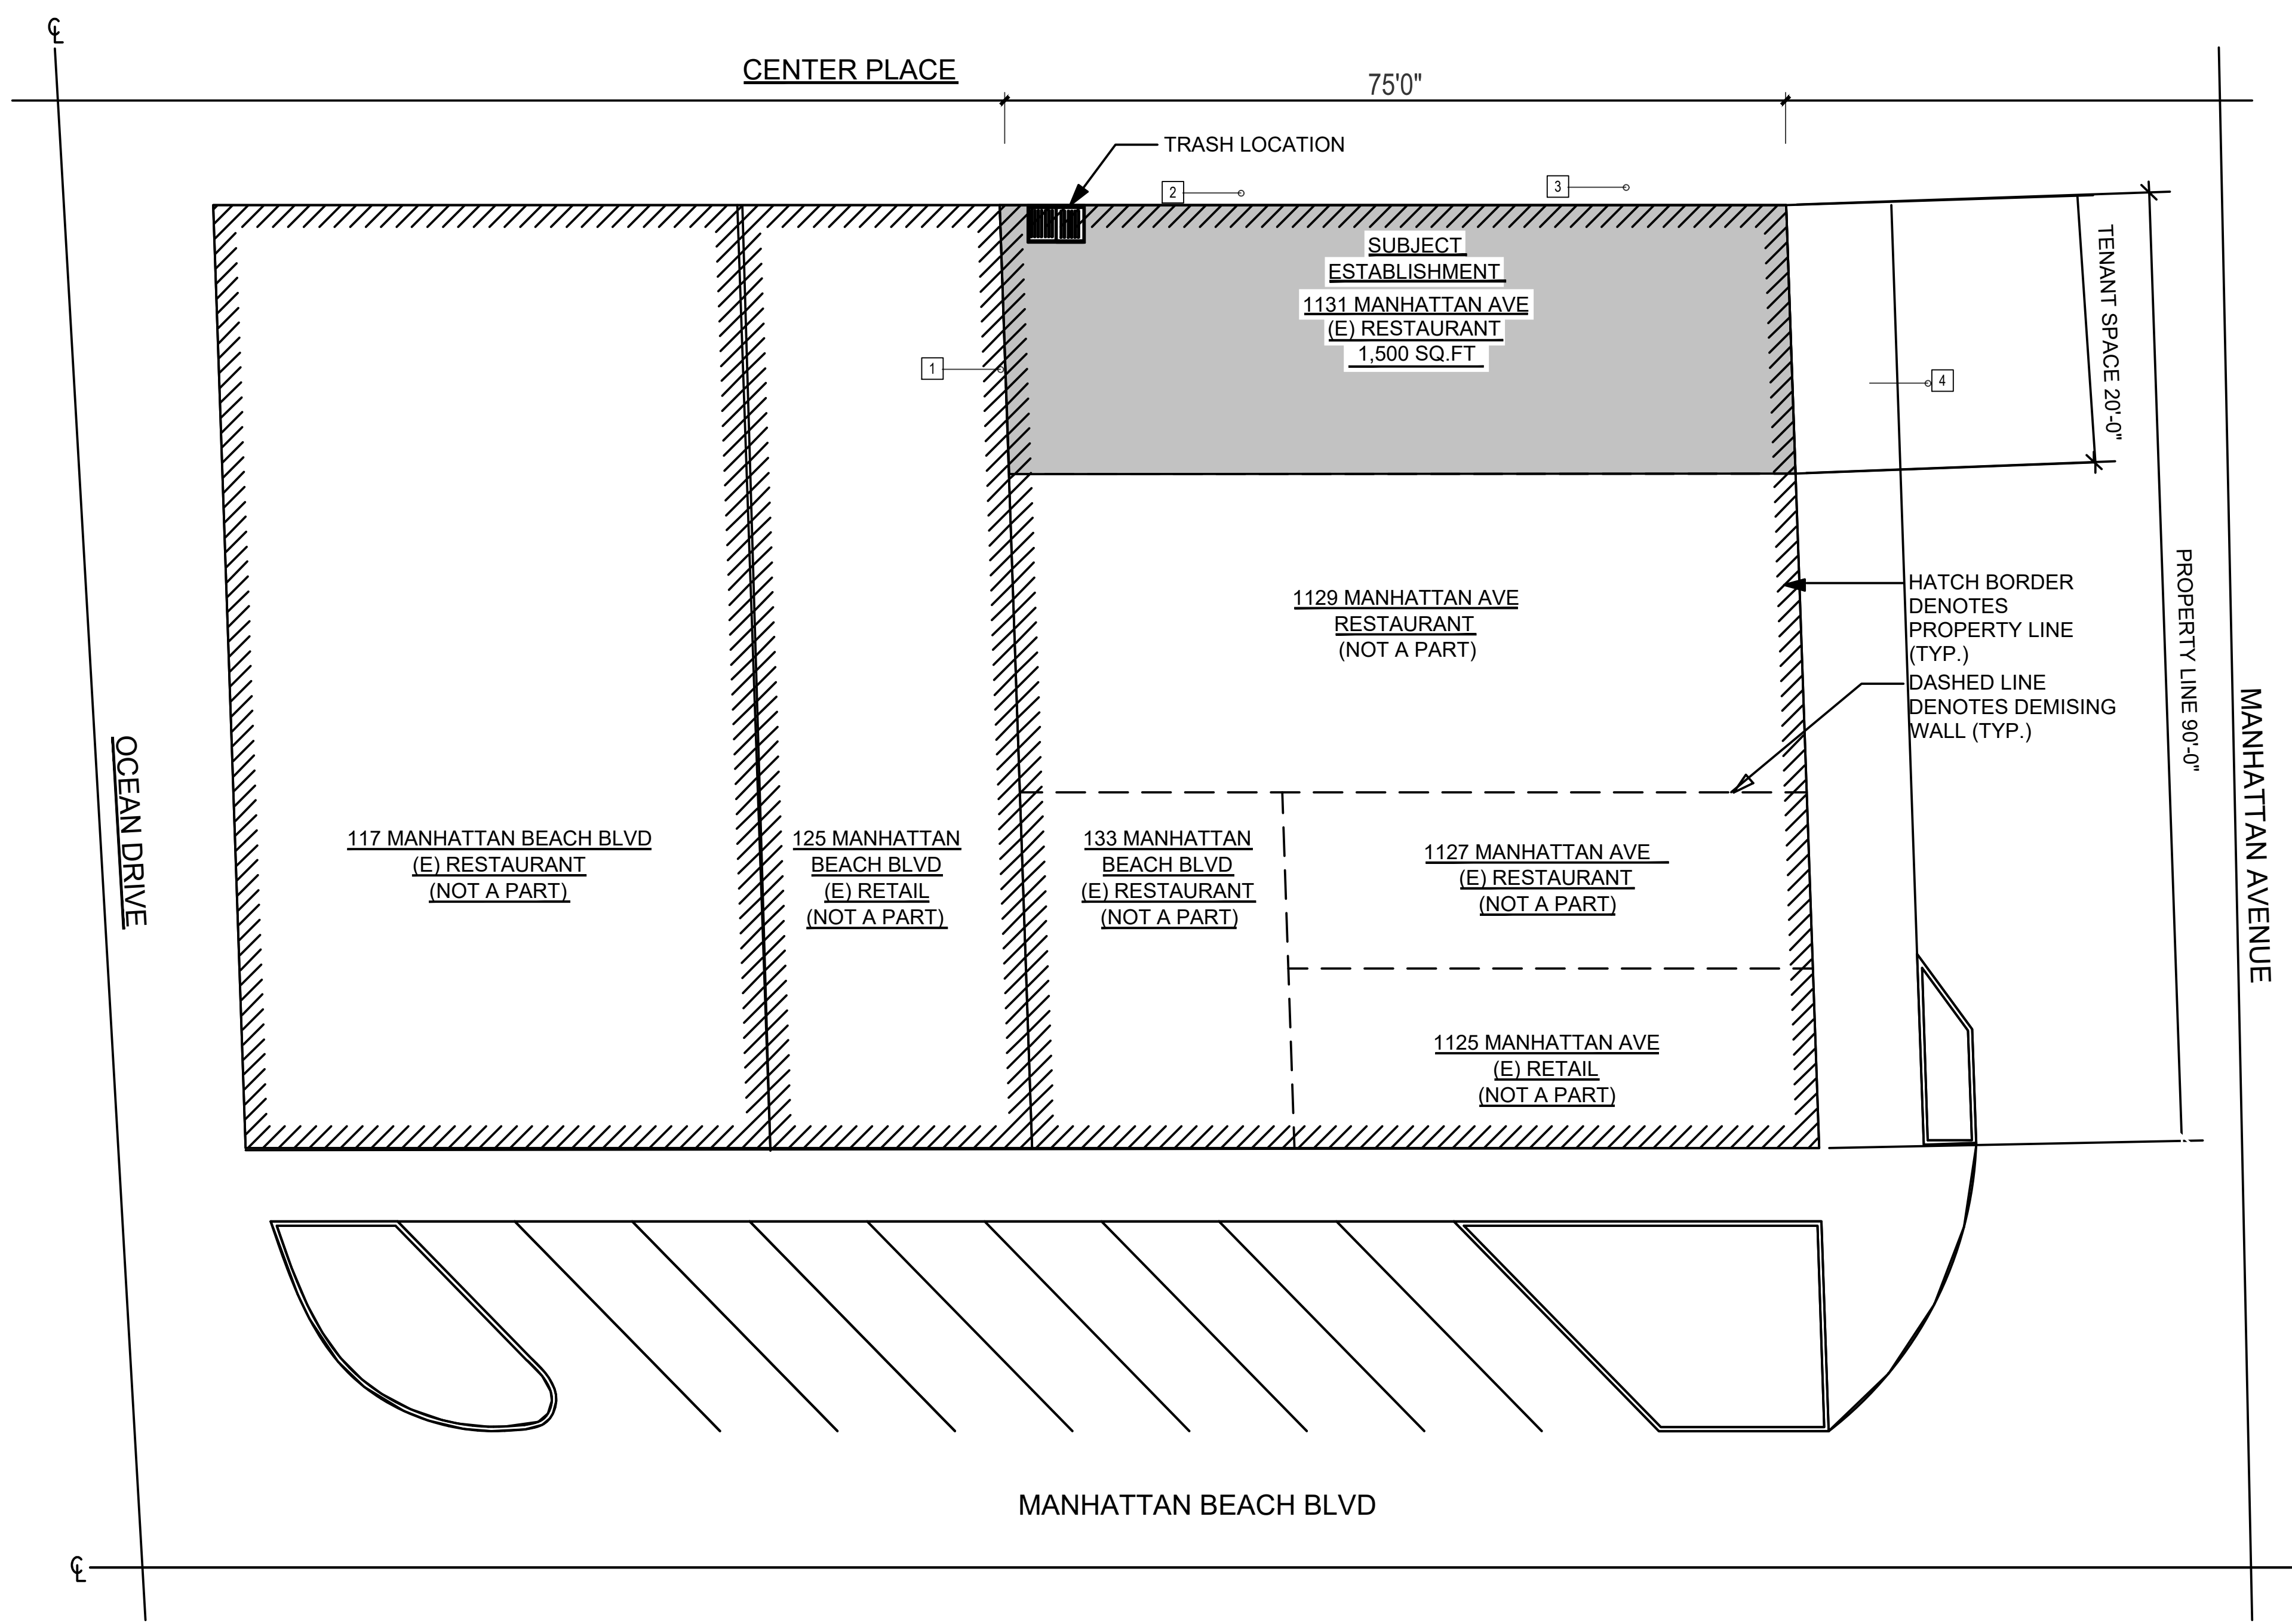 ℄
CENTER PLACE
75'0"
TRASH LOCATION
2
3
SUBJECT
ESTABLISHMENT
1131 MANHATTAN AVE
(E) RESTAURANT
1,500 SQ.FT
1
4
TENANT SPACE 20'-0"
PROPERTY LINE 90'-0"
HATCH BORDER
DENOTES
PROPERTY LINE
(TYP.)
DASHED LINE
DENOTES DEMISING
WALL (TYP.)
1129 MANHATTAN AVE
RESTAURANT
(NOT A PART)
OCEAN DRIVE
MANHATTAN AVENUE
117 MANHATTAN BEACH BLVD
(E) RESTAURANT
(NOT A PART)
125 MANHATTAN
BEACH BLVD
(E) RETAIL
(NOT A PART)
133 MANHATTAN
BEACH BLVD
(E) RESTAURANT
(NOT A PART)
1127 MANHATTAN AVE
(E) RESTAURANT
(NOT A PART)
1125 MANHATTAN AVE
(E) RETAIL
(NOT A PART)
MANHATTAN BEACH BLVD
℄